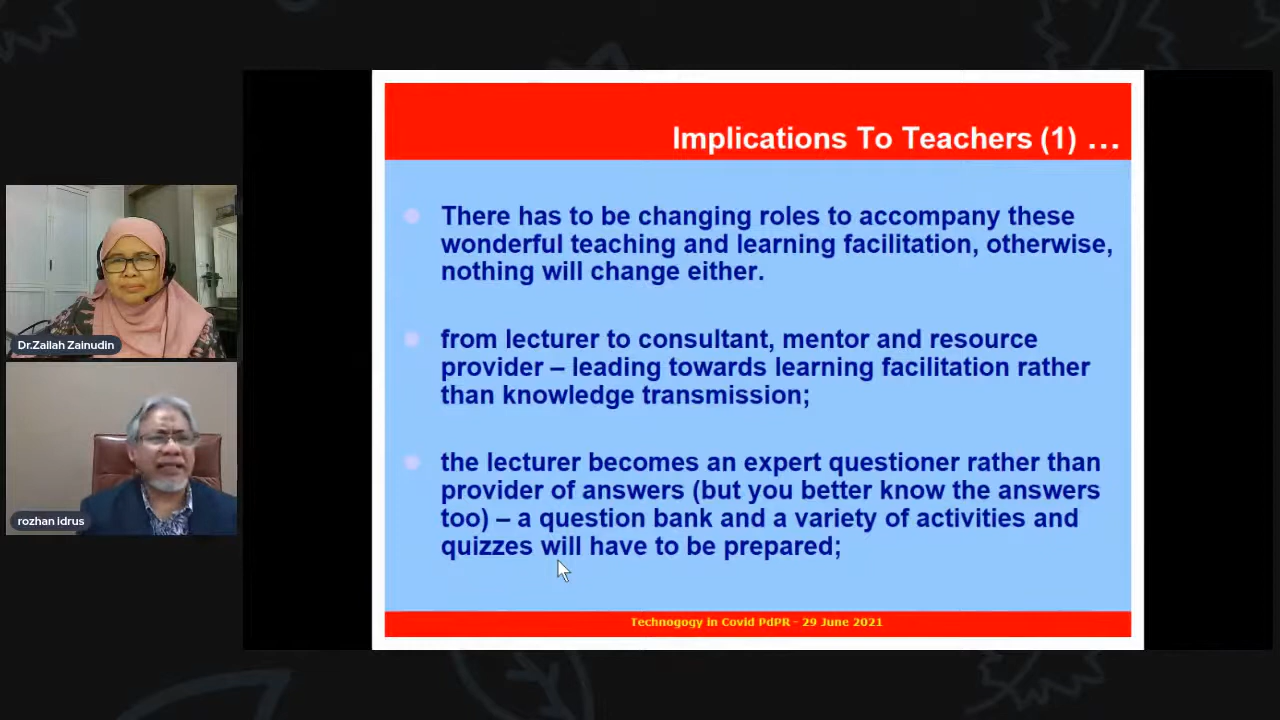 Implications To Teachers (1) ...
There has to be changing roles to accompany these
wonderful teaching and learning facilitation, otherwise,
nothing will change either.
from lecturer to consultant, mentor and resource
provider – leading towards learning facilitation rather
than knowledge transmission;
the lecturer becomes an expert questioner rather than
provider of answers (but you better know the answers
too) – a question bank and a variety of activities and
quizzes will have to be prepared;
Technogogy in Covid PdPR - 29 June 2021
Dr.Zailah Zainudin
rozhan idrus